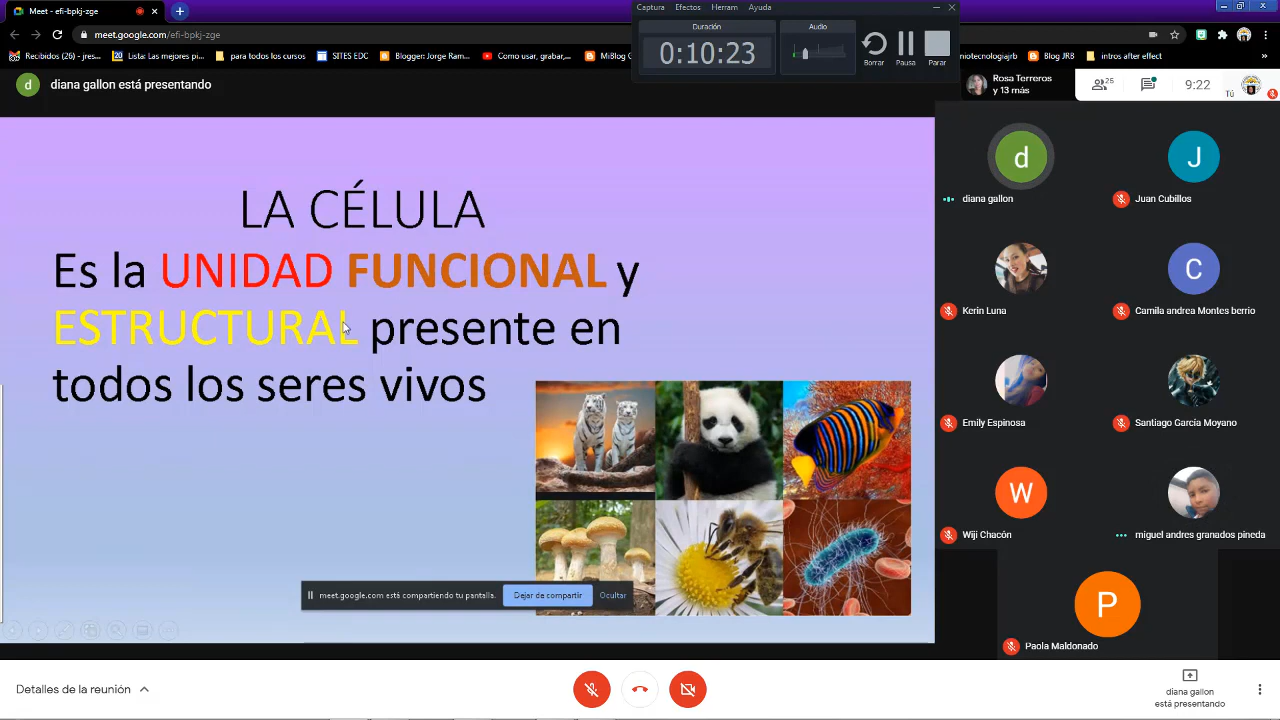 Meet - efi-bpkj-zge
Captura Efectos Herram Ayuda
meet.google.com/efi-bpkj-zge
Duración
0:10:23
Audio
Borrar Pausa Parar
Recibidos (26) - jres...
Listas: Las mejores pi...
para todos los cursos
SITES EDC
Blogger: Jorge Ram...
Como usar, grabar,...
MiBlog
notecnologiajrb
Blog JRB
intros after effect
d diana gallon está presentando
Rosa Terreros
y 13 más
25
9:22
Tú
LA CÉLULA
Es la UNIDAD FUNCIONAL y
ESTRUCTURAL presente en
todos los seres vivos
d
diana gallon
J
Juan Cubillos
Kerin Luna
C
Camila andrea Montes berrio
Emily Espinosa
Santiago García Moyano
W
Wiji Chacón
miguel andres granados pineda
P
Paola Maldonado
meet.google.com está compartiendo tu pantalla.
Dejar de compartir
Ocultar
Detalles de la reunión
diana gallon
está presentando